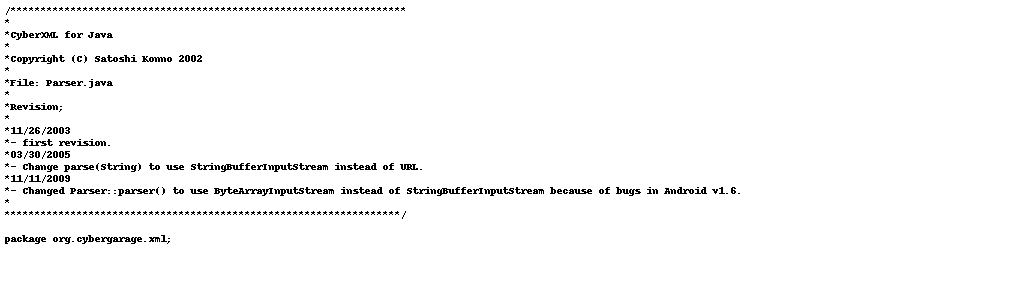 /******************************************************************
*
*CyberXML for Java
*
*Copyright (C) Satoshi Konno 2002
*
*File: Parser.java
*
*Revision;
*
*11/26/2003
*- first revision.
*03/30/2005
*- Change parse(String) to use StringBufferInputStream instead of URL.
*11/11/2009
*- Changed Parser::parser() to use ByteArrayInputStream instead of StringBufferInputStream because of bugs in Android v1.6.
*
******************************************************************/
package org.cybergarage.xml;